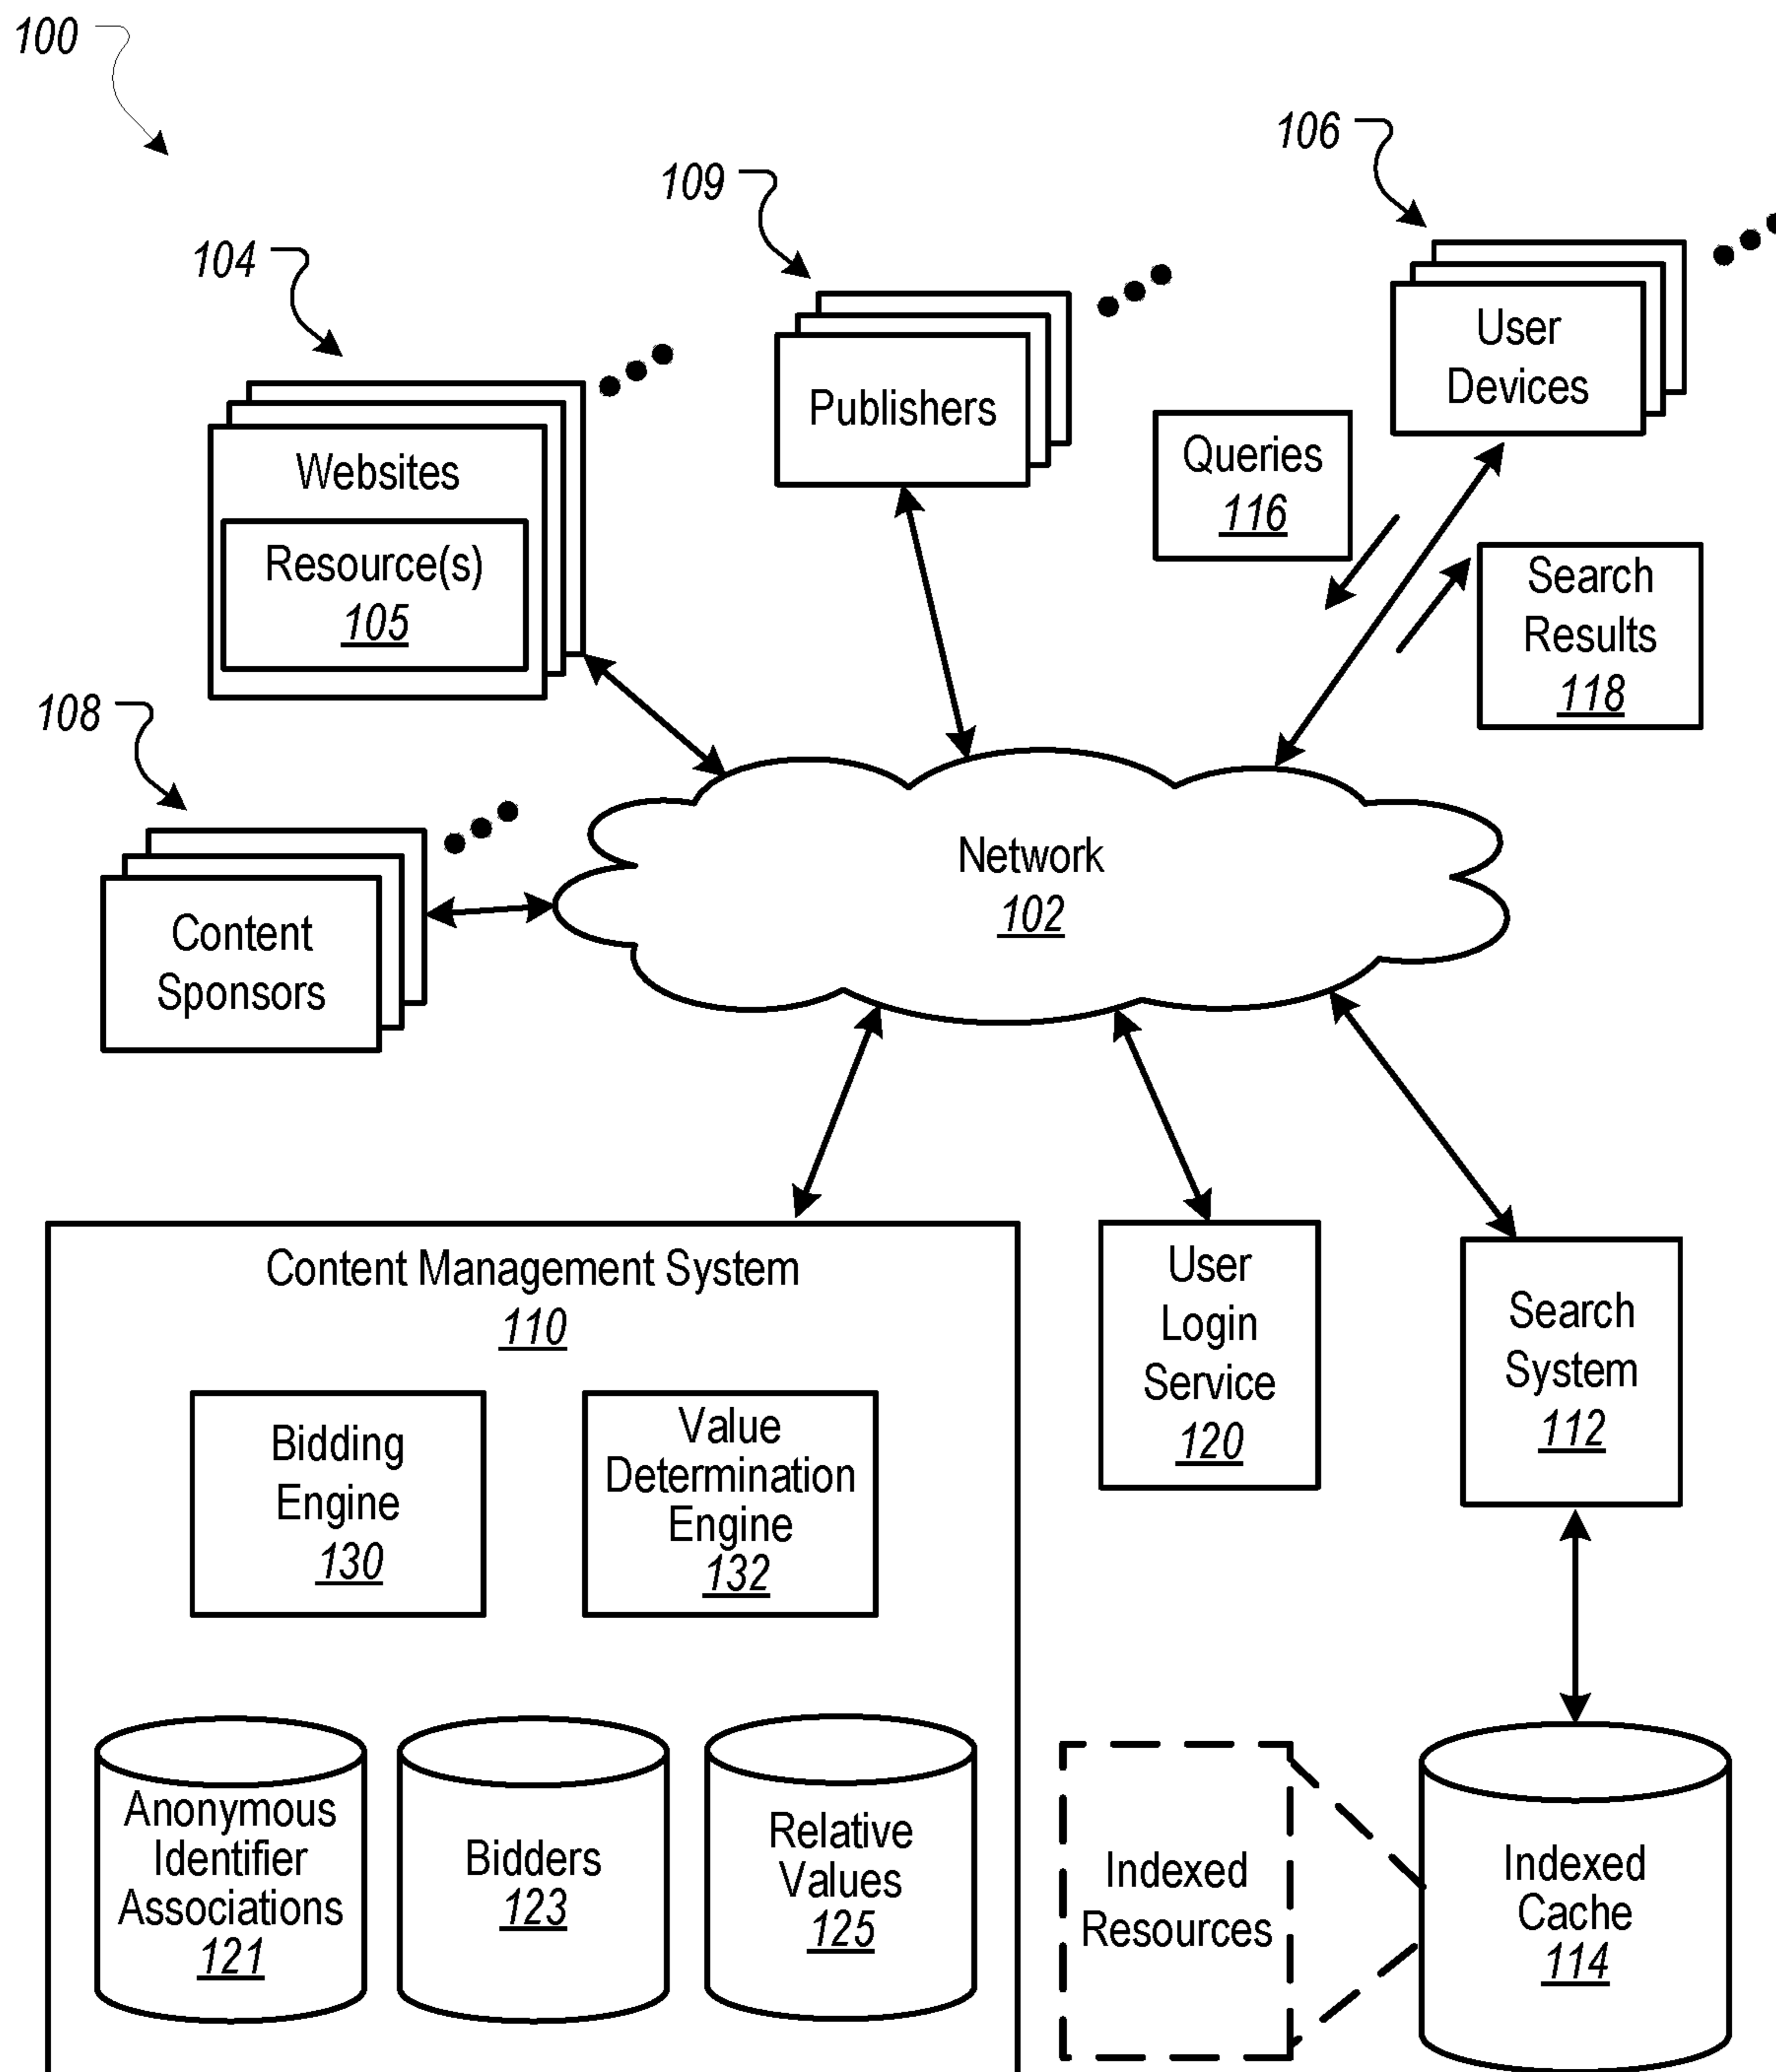 100
106
109
104
User
Devices
Publishers
Queries
116
Websites
Resource(s)
105
Search
Results
118
108
Network
102
Content
Sponsors
Content Management System
110
User
Login
Service
120
Search
System
112
Bidding
Engine
130
Value
Determination
Engine
132
Anonymous
Identifier
Associations
121
Bidders
123
Relative
Values
125
Indexed
Resources
Indexed
Cache
114